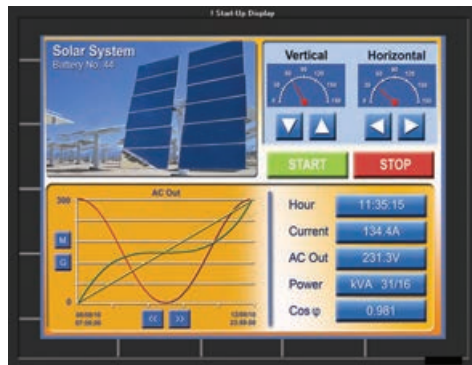 ! Start-Up Display
Solar System
Battery No. 44
Vertical
Horizontal
START
STOP
AC Out
300
M
G
0
<<
>>
Hour 11:35:15
Current 134.4A
AC Out 231.3V
Power kVA 31/16
Cos φ 0.981